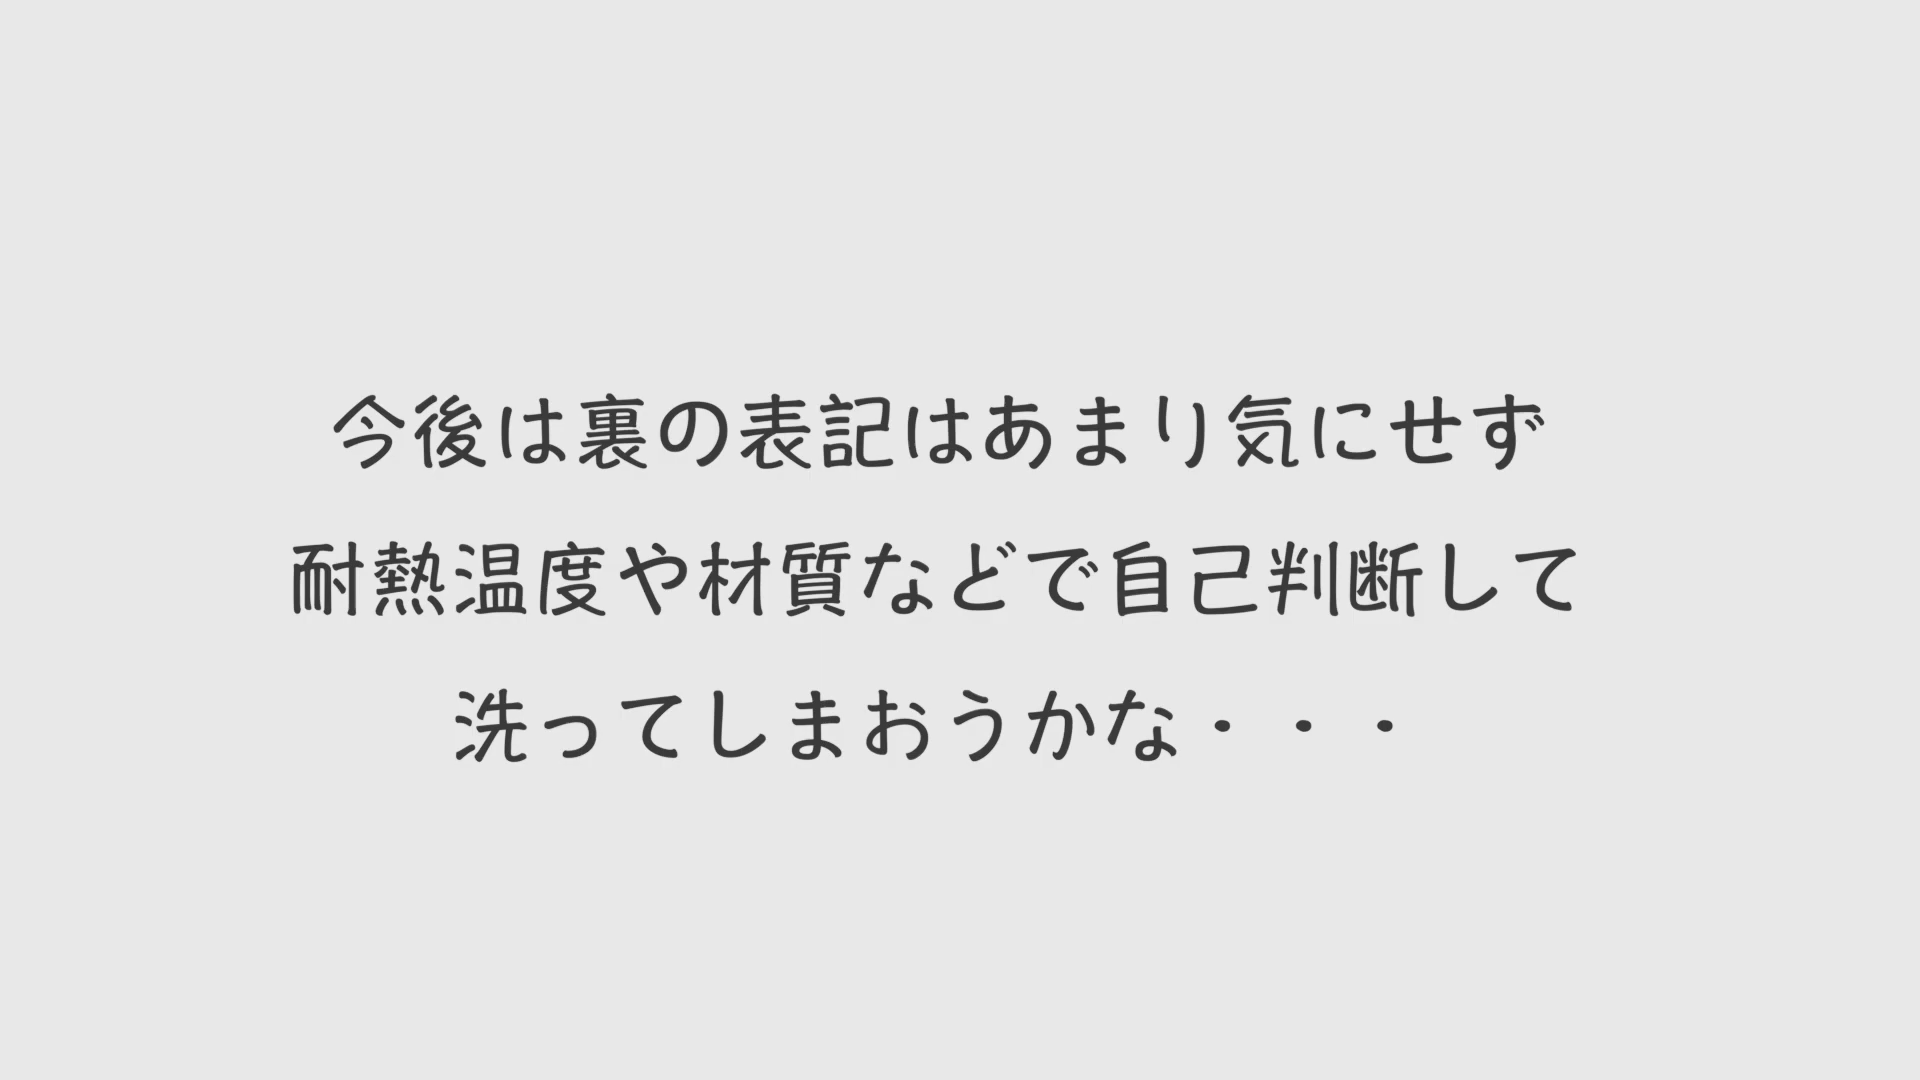 今後は裏の表記はあまり気にせず
耐熱温度や材質などで自己判断して
洗ってしまおうかな・・・